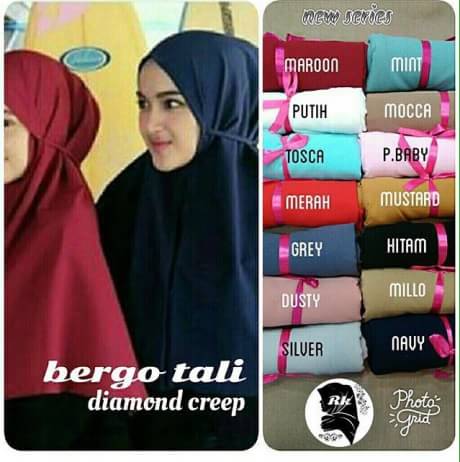 new series
MAROON
MINT
PUTIH
MOCCA
TOSCA
P.BABY
MERAH
MUSTARD
GREY
HITAM
DUSTY
MILLO
SILVER
NAVY
bergo tali
diamond creep
Rk
Photo
Grid